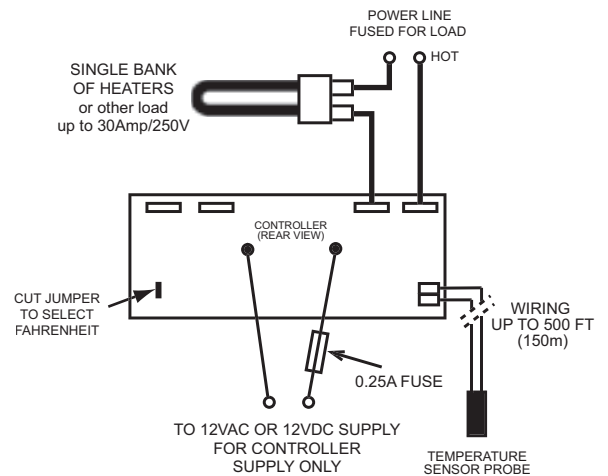 POWER LINE
FUSED FOR LOAD
HOT
SINGLE BANK
OF HEATERS
or other load
up to 30Amp/250V
CONTROLLER
(REAR VIEW)
CUT JUMPER
TO SELECT
FAHRENHEIT
WIRING
UP TO 500 FT
(150m)
0.25A FUSE
TO 12VAC OR 12VDC SUPPLY
FOR CONTROLLER
SUPPLY ONLY
TEMPERATURE
SENSOR PROBE